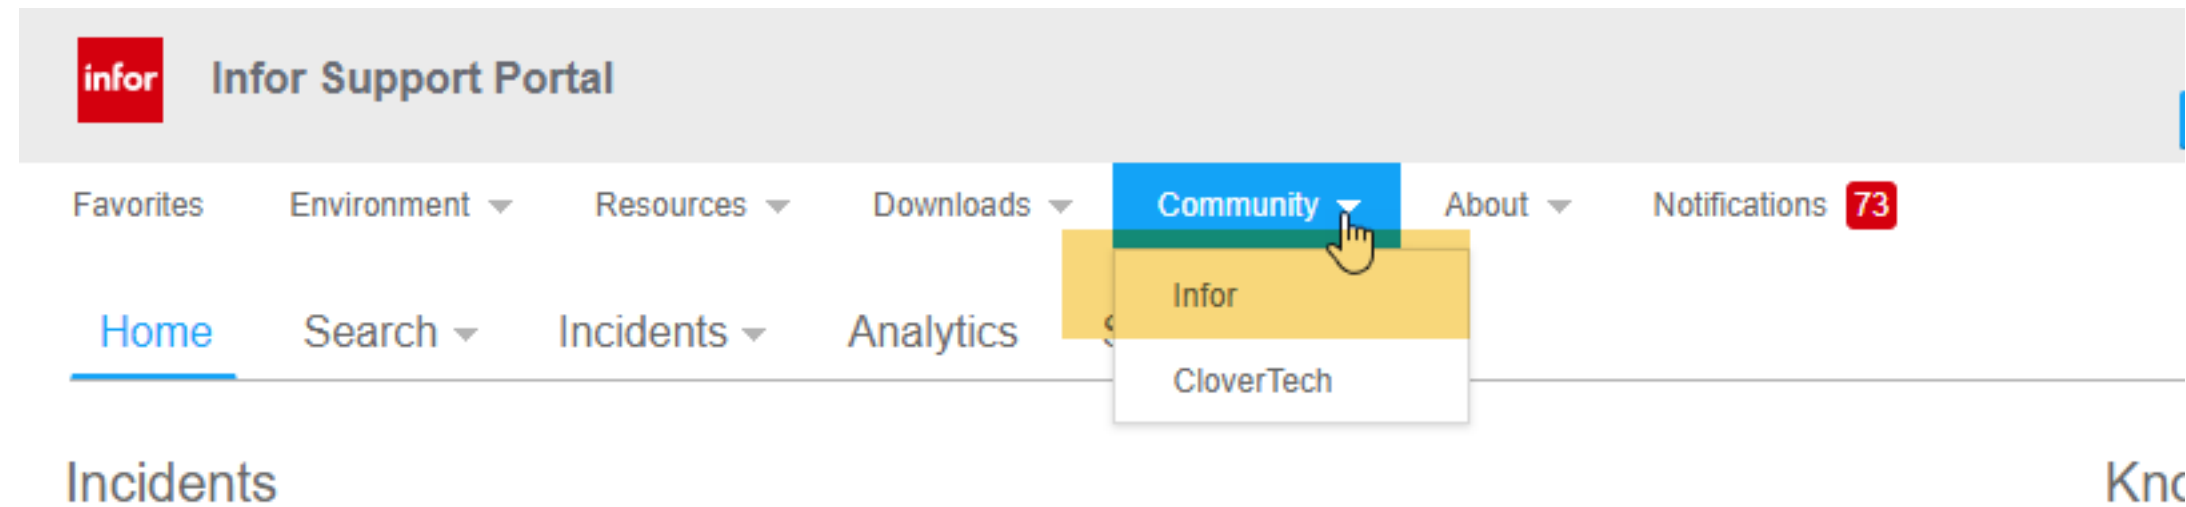 infor Infor Support Portal
Favorites Environment Resources Downloads Community About Notifications 73
Infor
Home Search Incidents Analytics
CloverTech
Incidents